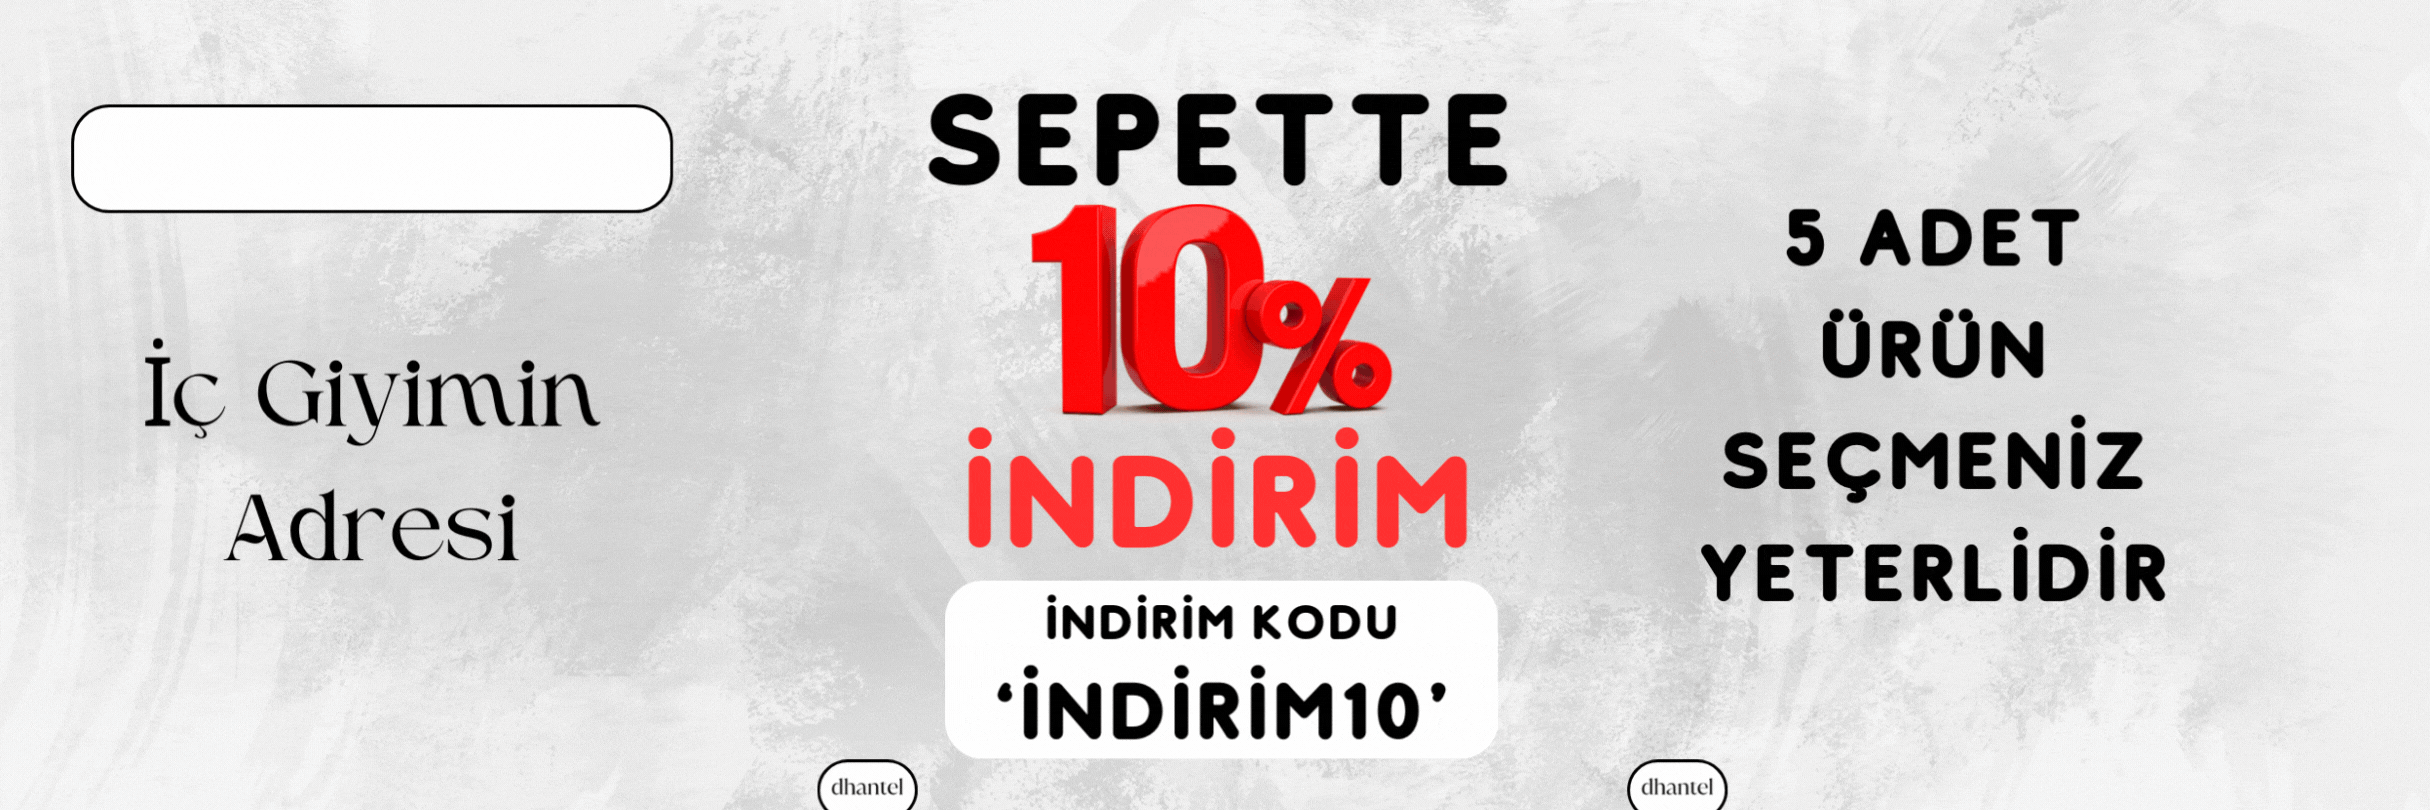 İç Giyimin
Adresi
SEPETTE
10%
İNDİRİM
İNDİRİM KODU
‘İNDİRİM10’
dhantel
5 ADET
ÜRÜN
SEÇMENİZ
YETERLİDİR
dhantel